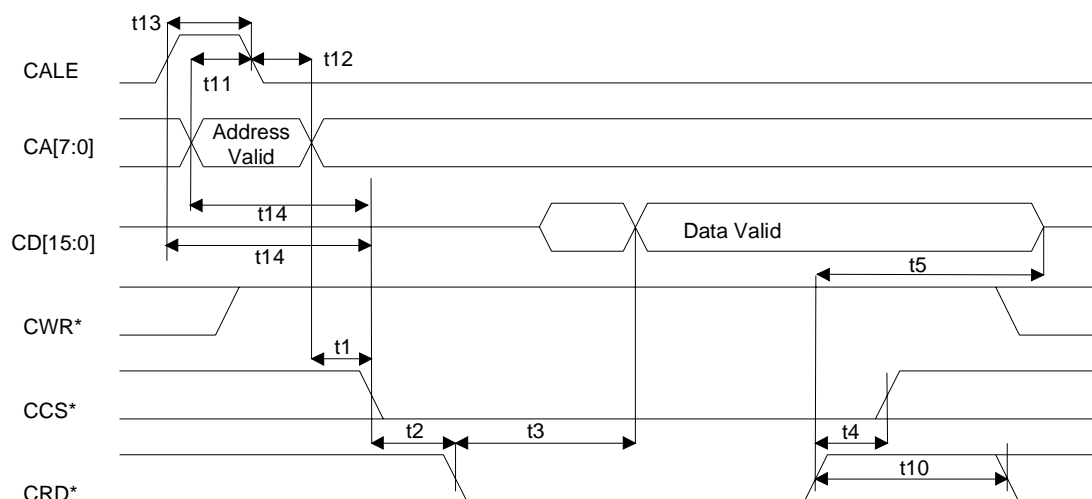 t13
t12
CALE
t11
CA[7:0]
Address
Valid
t14
CD[15:0]
Data Valid
t14
t5
CWR*
t1
CCS*
t2
t3
t4
t10
CRD*